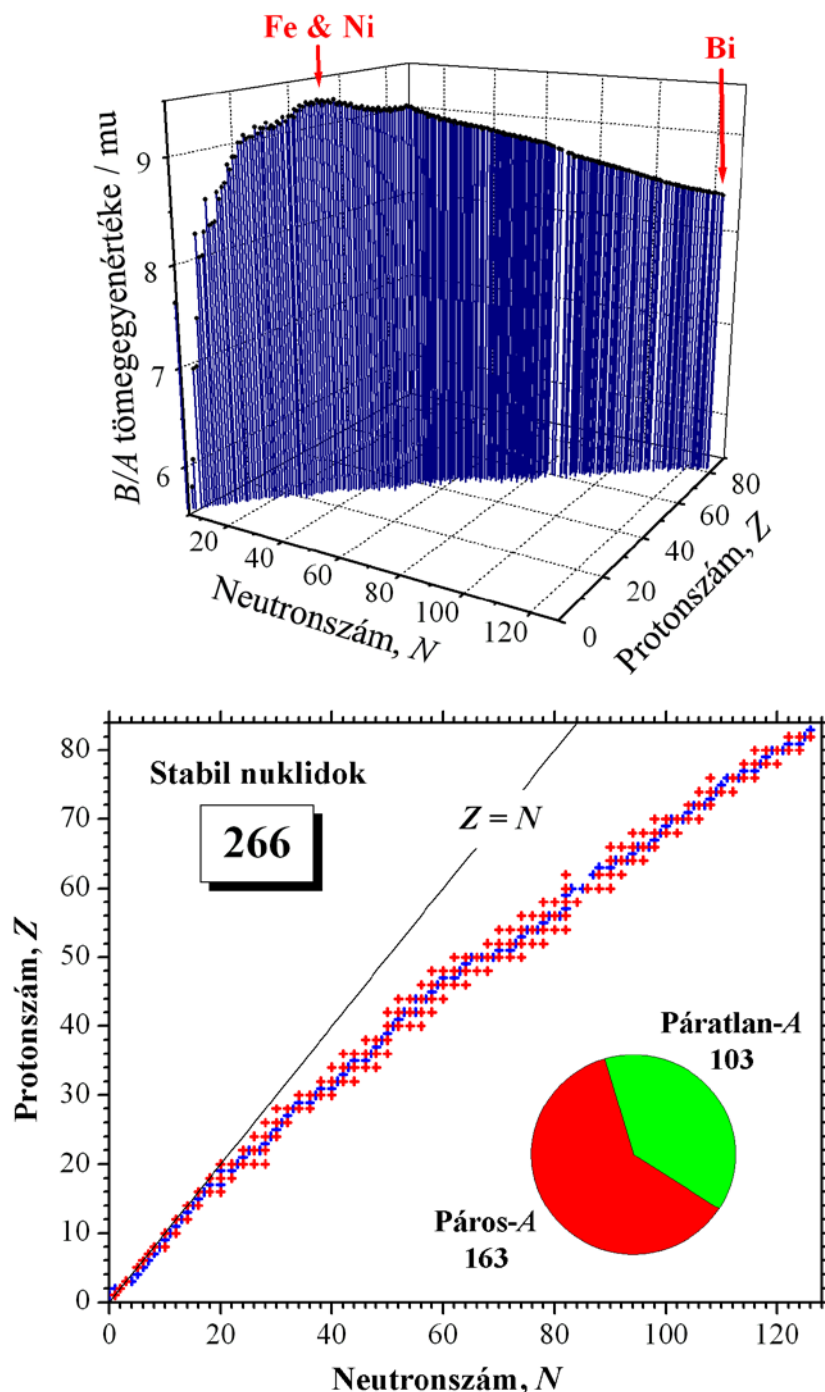 Fe & Ni
Bi
B/A tömegegyenértéke / mu
9
8
7
6
20
40
60
80
100
120
Neutronszám, N
0
20
40
60
80
Protonszám, Z
Stabil nuklidok
266
Z = N
Páratlan-A
103
Páros-A
163
Protonszám, Z
80
70
60
50
40
30
20
10
0
0 20 40 60 80 100 120
Neutronszám, N